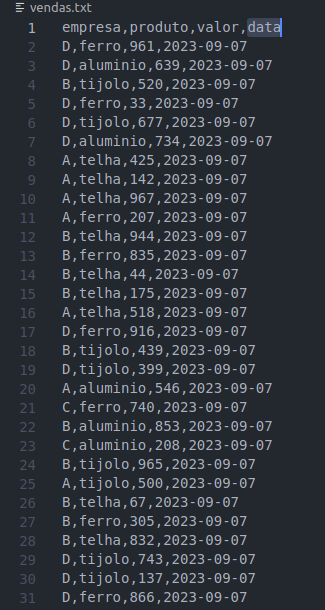 vendas.txt
1 empresa,produto,valor,data
2 D,ferro,961,2023-09-07
3 D,aluminio,639,2023-09-07
4 B,tijolo,520,2023-09-07
5 D,ferro,33,2023-09-07
6 D,tijolo,677,2023-09-07
7 D,aluminio,734,2023-09-07
8 A,telha,425,2023-09-07
9 A,telha,142,2023-09-07
10 A,telha,967,2023-09-07
11 A,ferro,207,2023-09-07
12 B,telha,944,2023-09-07
13 B,ferro,835,2023-09-07
14 B,telha,44,2023-09-07
15 B,telha,175,2023-09-07
16 A,telha,518,2023-09-07
17 D,ferro,916,2023-09-07
18 B,tijolo,439,2023-09-07
19 D,tijolo,399,2023-09-07
20 A,aluminio,546,2023-09-07
21 C,ferro,740,2023-09-07
22 B,aluminio,853,2023-09-07
23 C,aluminio,208,2023-09-07
24 B,tijolo,965,2023-09-07
25 A,tijolo,500,2023-09-07
26 B,telha,67,2023-09-07
27 B,ferro,305,2023-09-07
28 B,telha,832,2023-09-07
29 D,tijolo,743,2023-09-07
30 D,tijolo,137,2023-09-07
31 D,ferro,866,2023-09-07